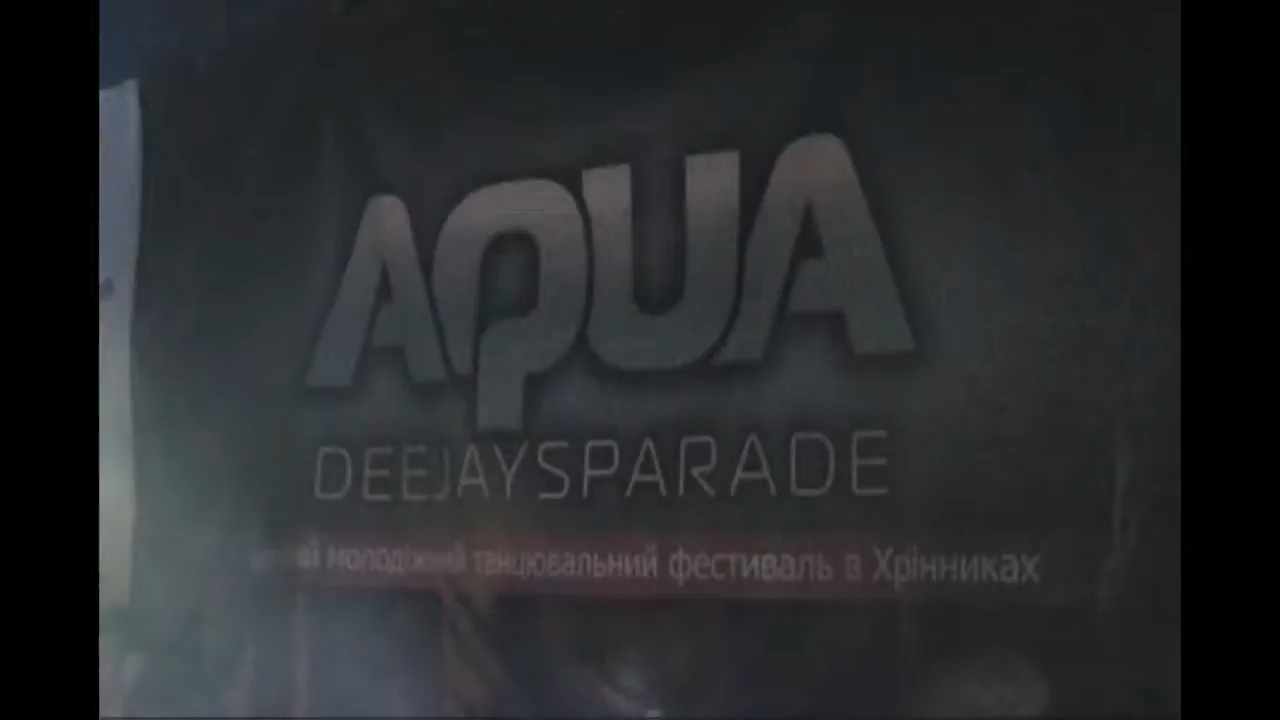 AQUA
DEEJAYSPARADE
молодіжний танцювальний фестиваль в Хрінниках